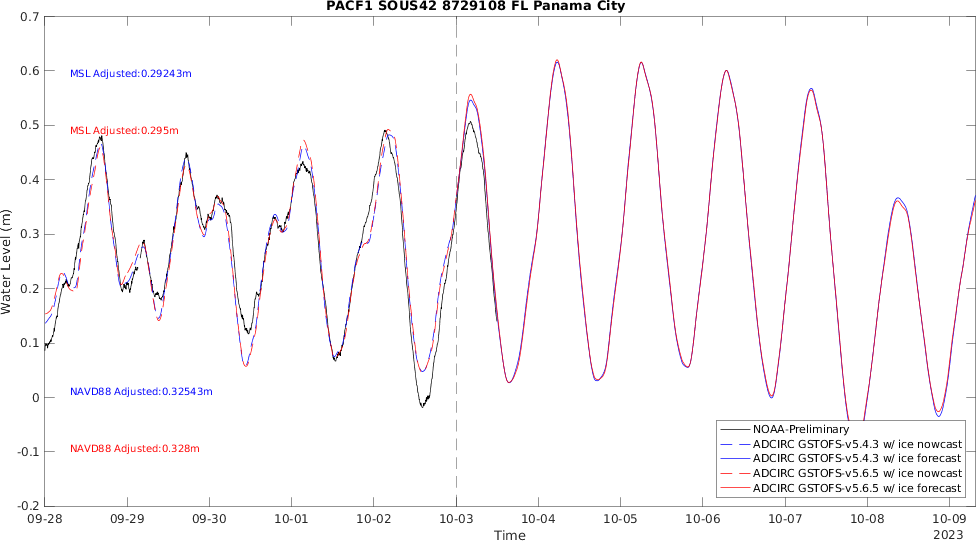 PACF1 SOUS42 8729108 FL Panama City
0.7
0.6
0.5
0.4
0.3
0.2
0.1
0
-0.1
-0.2
Water Level (m)
MSL Adjusted:0.29243m
MSL Adjusted:0.295m
NAVD88 Adjusted:0.32543m
NAVD88 Adjusted:0.328m
NOAA-Preliminary
ADCIRC GSTOFS-v5.4.3 w/ ice nowcast
ADCIRC GSTOFS-v5.4.3 w/ ice forecast
ADCIRC GSTOFS-v5.6.5 w/ ice nowcast
ADCIRC GSTOFS-v5.6.5 w/ ice forecast
09-28 09-29 09-30 10-01 10-02 10-03 10-04 10-05 10-06 10-07 10-08 10-09
2023
Time